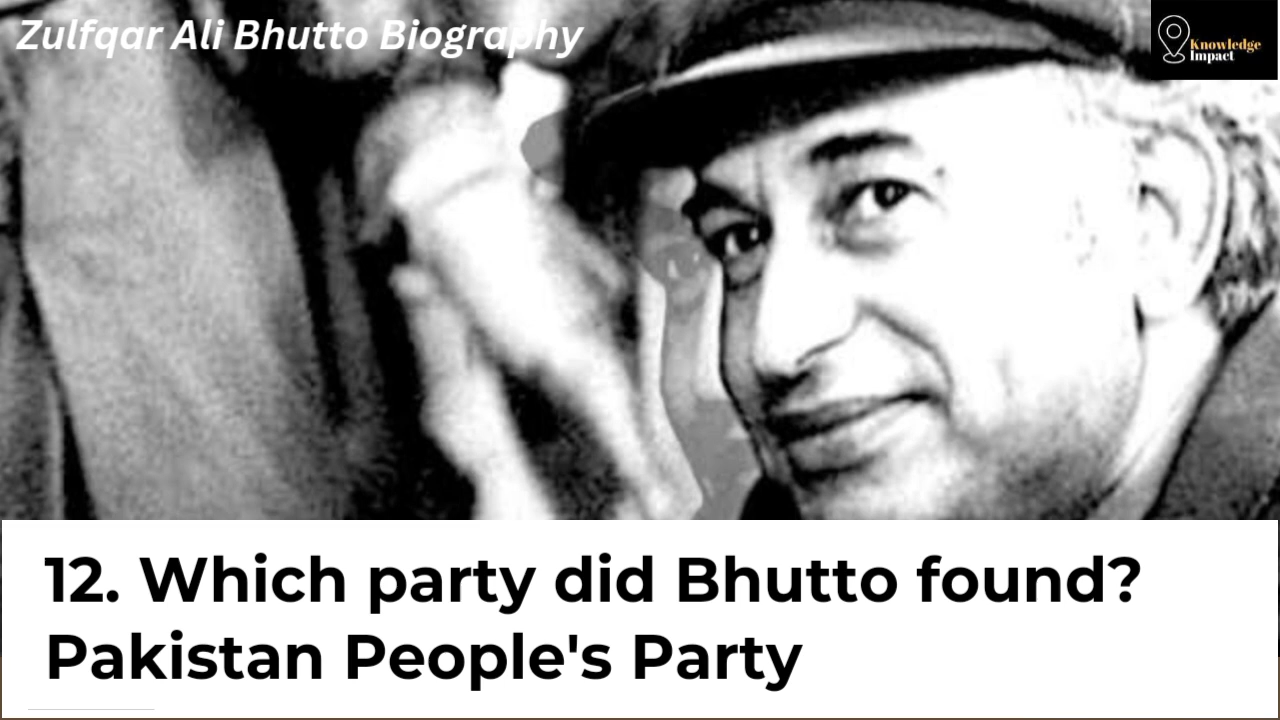 Zulfqar Ali Bhutto Biography
Knowledge
Impact
12. Which party did Bhutto found?
Pakistan People's Party